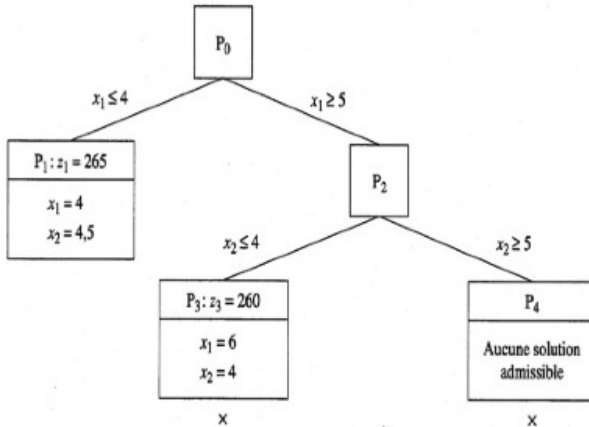 P₀
x₁ ≤ 4
x₁ ≥ 5
P₁ : z₁ = 265
x₁ = 4
x₂ = 4,5
P₂
x₂ ≤ 4
x₂ ≥ 5
P₃ : z₃ = 260
x₁ = 6
x₂ = 4
P₄
Aucune solution
admissible
x
x